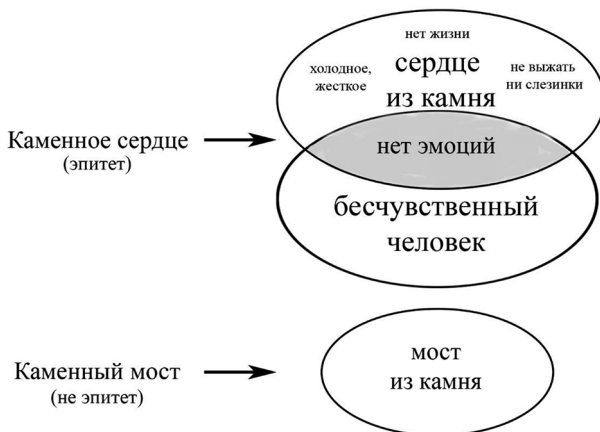 нет жизни
холодное,
жесткое
сердце
из камня
не выжать
ни слезинки
Каменное сердце
(эпитет)
нет эмоций
бесчувственный
человек
Каменный мост
(не эпитет)
мост
из камня